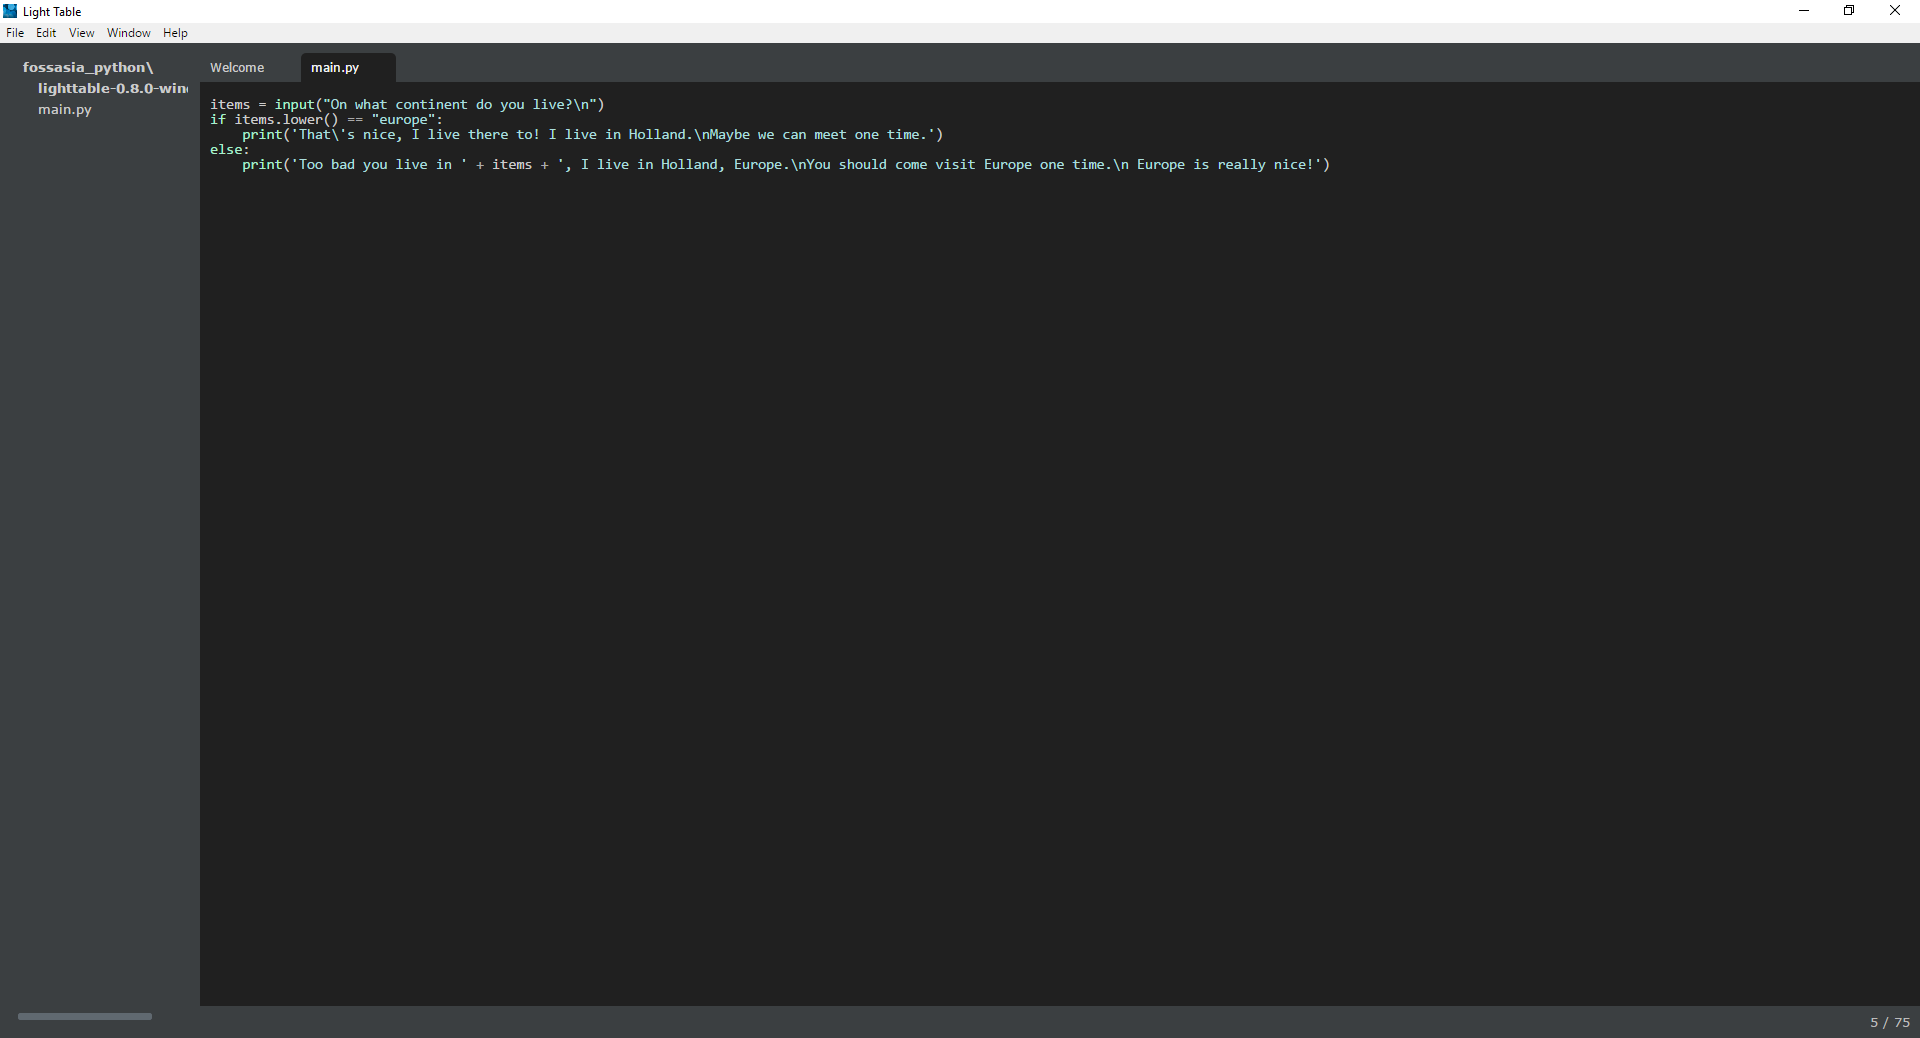 Light Table
File Edit View Window Help
fossasia_python\
lighttable-0.8.0-win
main.py
Welcome main.py
items = input("On what continent do you live?\n")
if items.lower() == "europe":
    print('That\'s nice, I live there to! I live in Holland.\nMaybe we can meet one time.')
else:
    print('Too bad you live in ' + items + ', I live in Holland, Europe.\nYou should come visit Europe one time.\n Europe is really nice!')
5 / 75